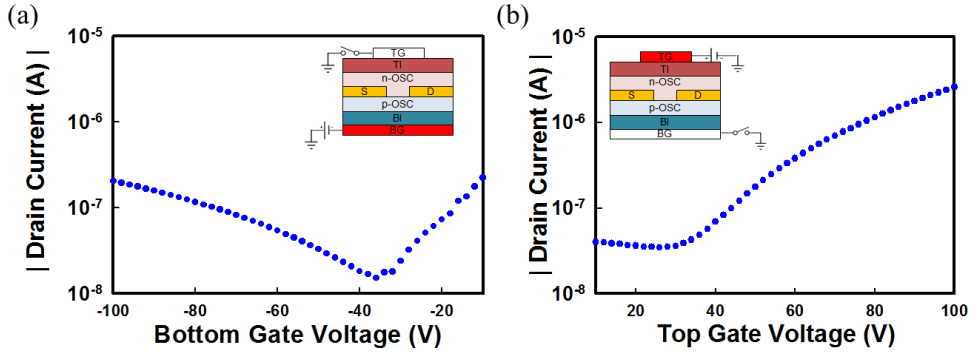 (a)
| Drain Current (A) |
10^-5
10^-6
10^-7
10^-8
-100
-80
-60
-40
-20
Bottom Gate Voltage (V)
TG
TI
n-OSC
S
D
p-OSC
BI
BG
(b)
| Drain Current (A) |
10^-5
10^-6
10^-7
10^-8
20
40
60
80
100
Top Gate Voltage (V)
TG
TI
n-OSC
S
D
p-OSC
BI
BG